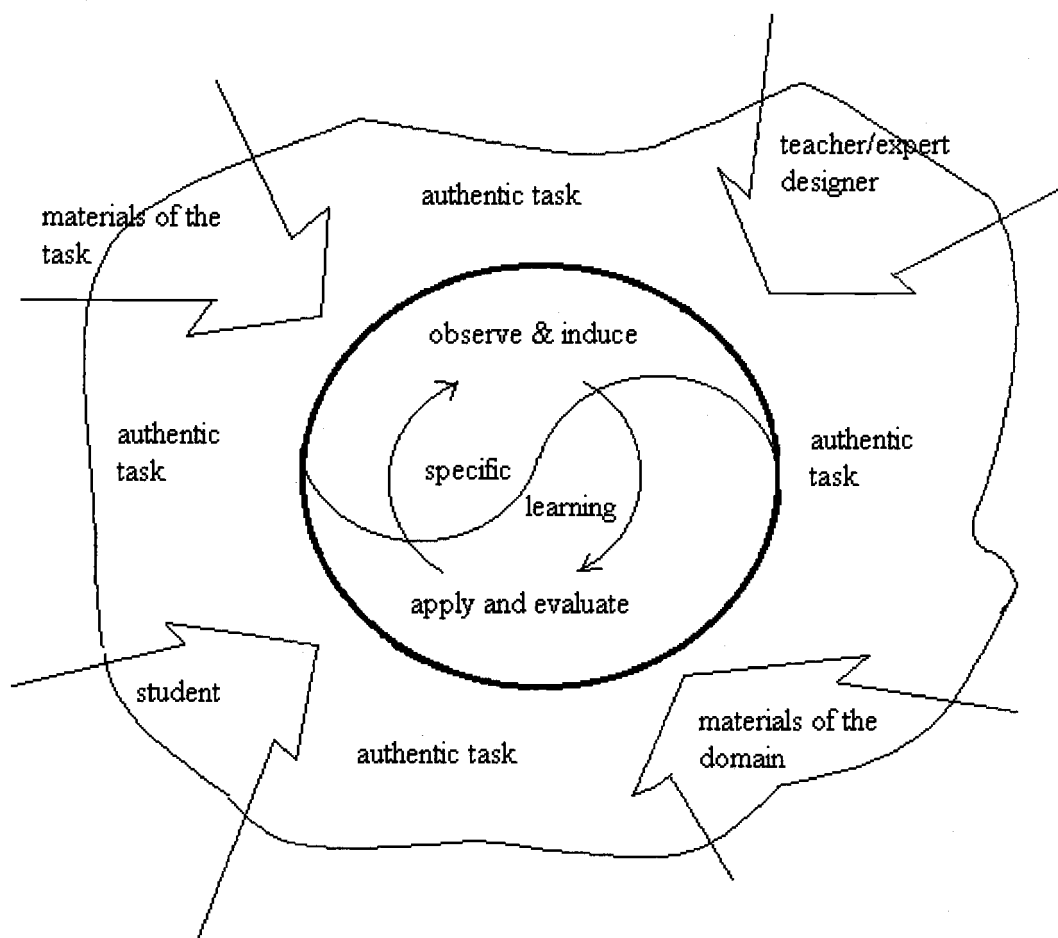 teacher/expert
designer
authentic task
materials of the
task
observe & induce
authentic
task
authentic
task
specific
learning
apply and evaluate
student
materials of the
domain
authentic task